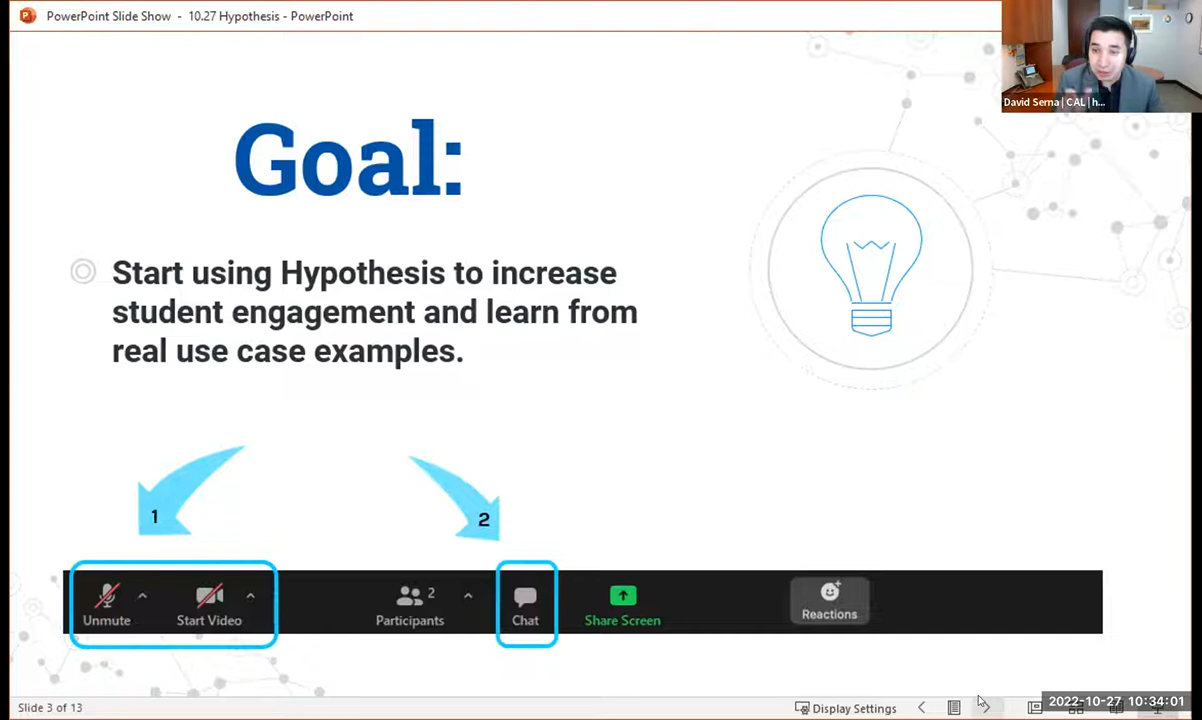 PowerPoint Slide Show - 10.27 Hypothesis - PowerPoint
David Serna | CAL | h...
Goal:
Start using Hypothesis to increase
student engagement and learn from
real use case examples.
1
2
Unmute
Start Video
2
Participants
Chat
Share Screen
Reactions
Slide 3 of 13
Display Settings
2022-10-27 10:34:01